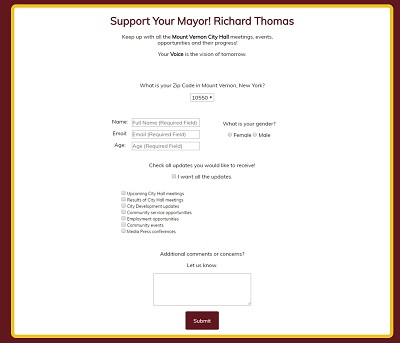 Support Your Mayor! Richard Thomas
Keep up with all the Mount Vernon City Hall meetings, events,
opportunities and their progress!
Your Voice is the vision of tomorrow.
What is your Zip Code in Mount Vernon, New York?
10550
Name: Full Name (Required Field)
Email: Email (Required Field)
Age: Age (Required Field)
What is your gender?
Female Male
Check all updates you would like to receive!
I want all the updates.
Upcoming City Hall meetings
Results of City Hall meetings
City Development updates
Community service opportunities
Employment opportunities
Community events
Media Press conferences
Additional comments or concerns?
Let us know.
Submit